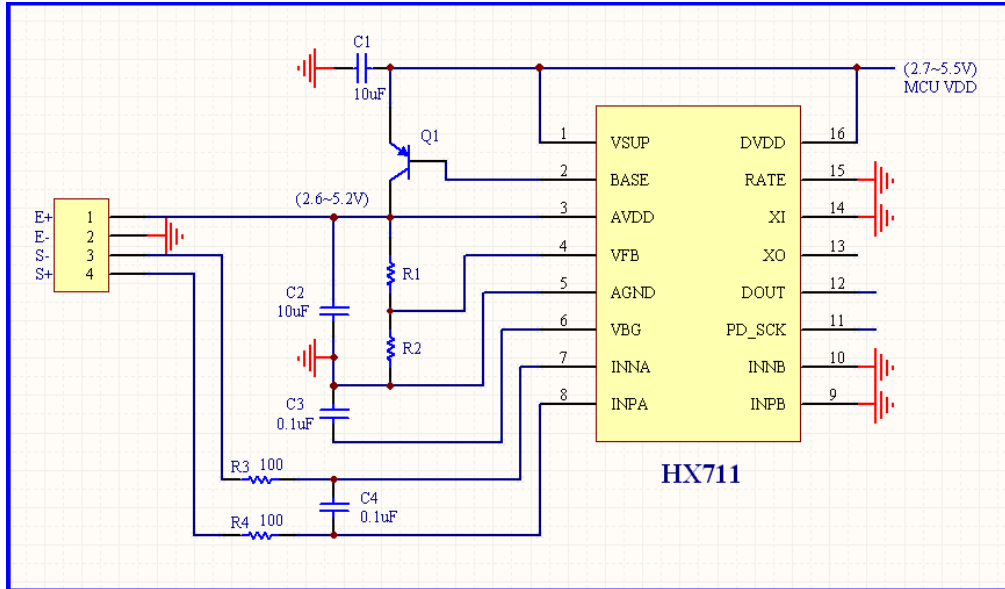 C1
10uF
(2.7~5.5V)
MCU VDD
Q1
(2.6~5.2V)
E+ 1
E- 2
S- 3
S+ 4
R1
R2
C2
10uF
C3
0.1uF
R3 100
R4 100
C4
0.1uF
1 VSUP DVDD 16
2 BASE RATE 15
3 AVDD XI 14
4 VFB XO 13
5 AGND DOUT 12
6 VBG PD_SCK 11
7 INNA INNB 10
8 INPA INPB 9
HX711